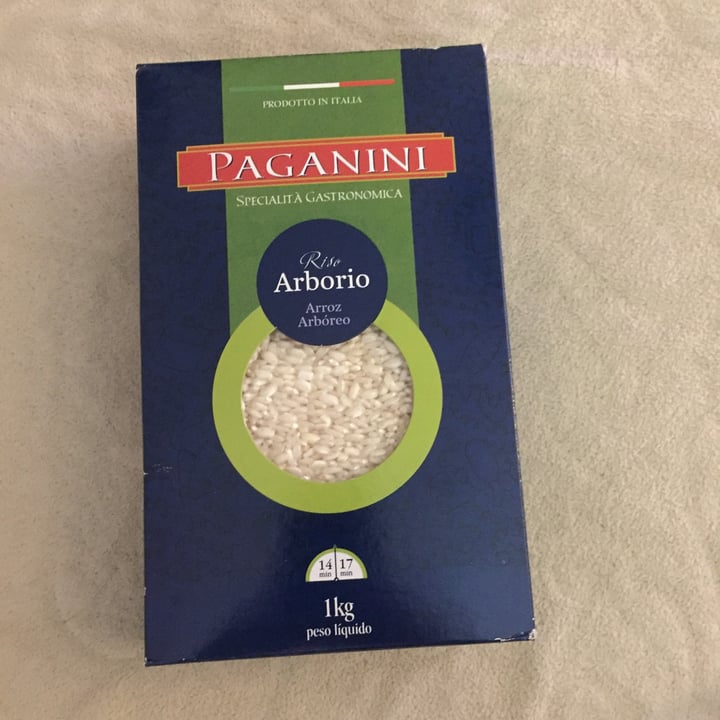 PRODOTTO IN ITALIA
PAGANINI
SPECIALITÀ GASTRONOMICA
Riso
Arborio
Arroz
Arbóreo
14 17
min min
1kg
peso líquido